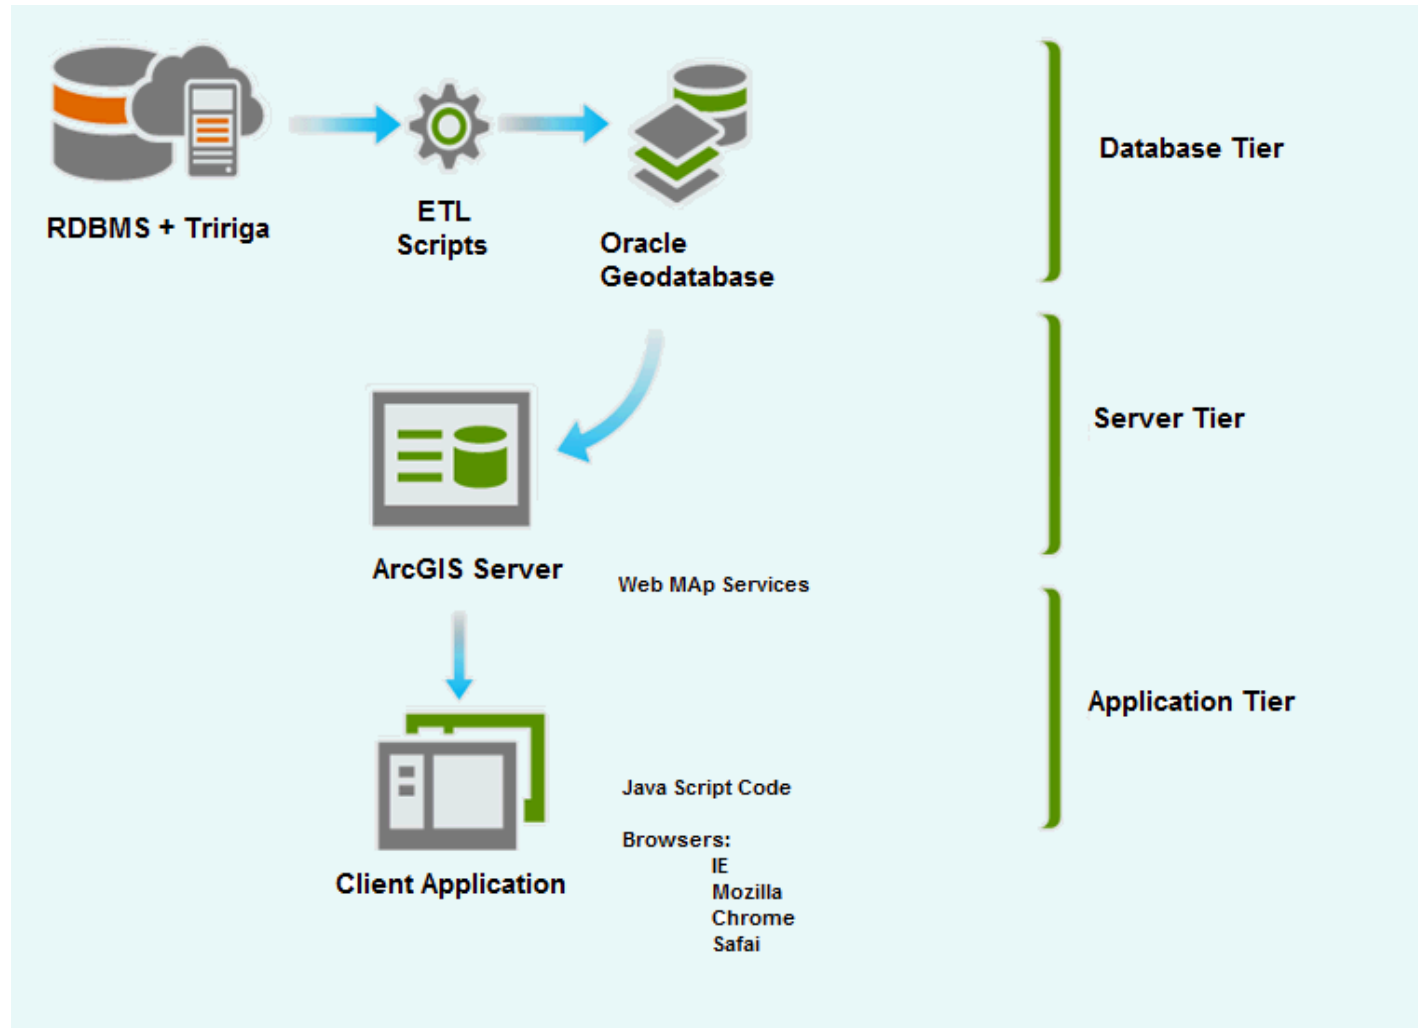 RDBMS + Tririga
ETL
Scripts
Oracle
Geodatabase
Database Tier
Server Tier
ArcGIS Server
Web MAp Services
Application Tier
Java Script Code
Browsers:
IE
Mozilla
Chrome
Safai
Client Application